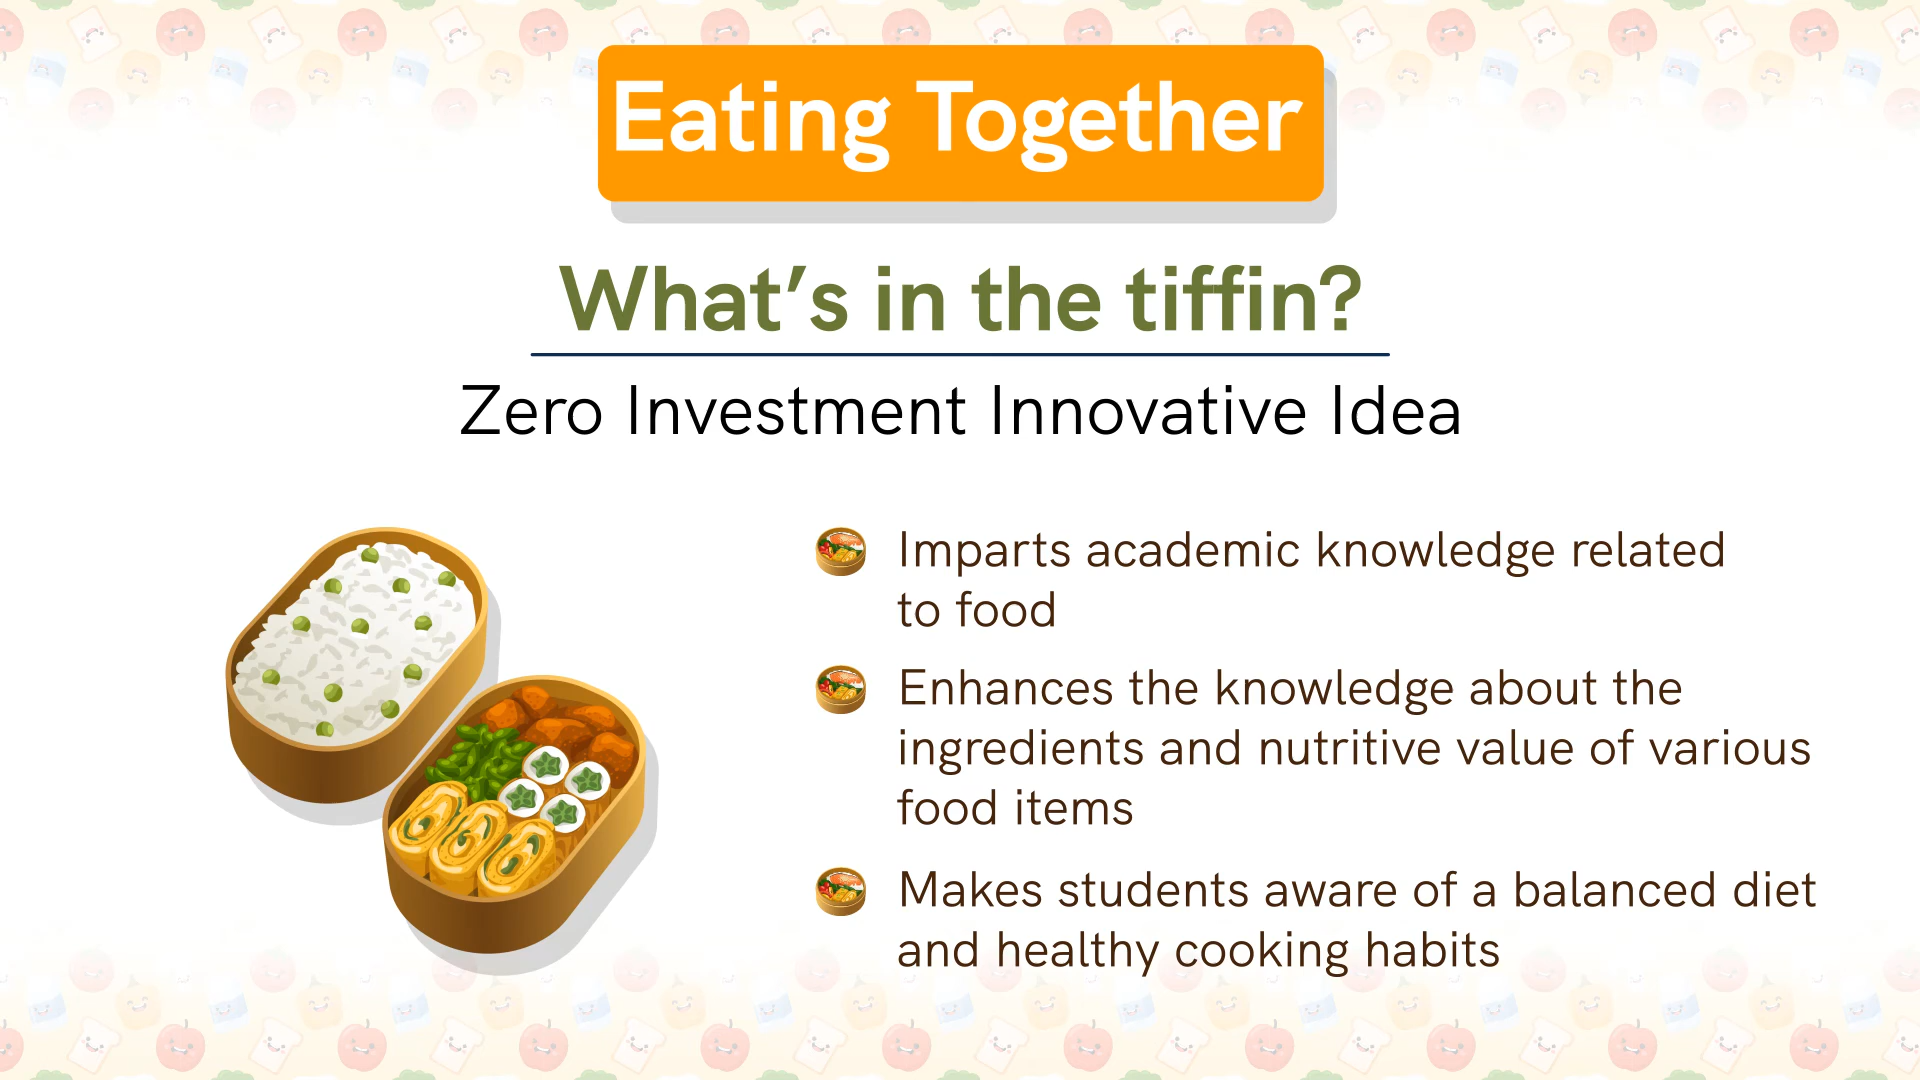 Eating Together
What’s in the tiffin?
Zero Investment Innovative Idea
Imparts academic knowledge related
to food
Enhances the knowledge about the
ingredients and nutritive value of various
food items
Makes students aware of a balanced diet
and healthy cooking habits